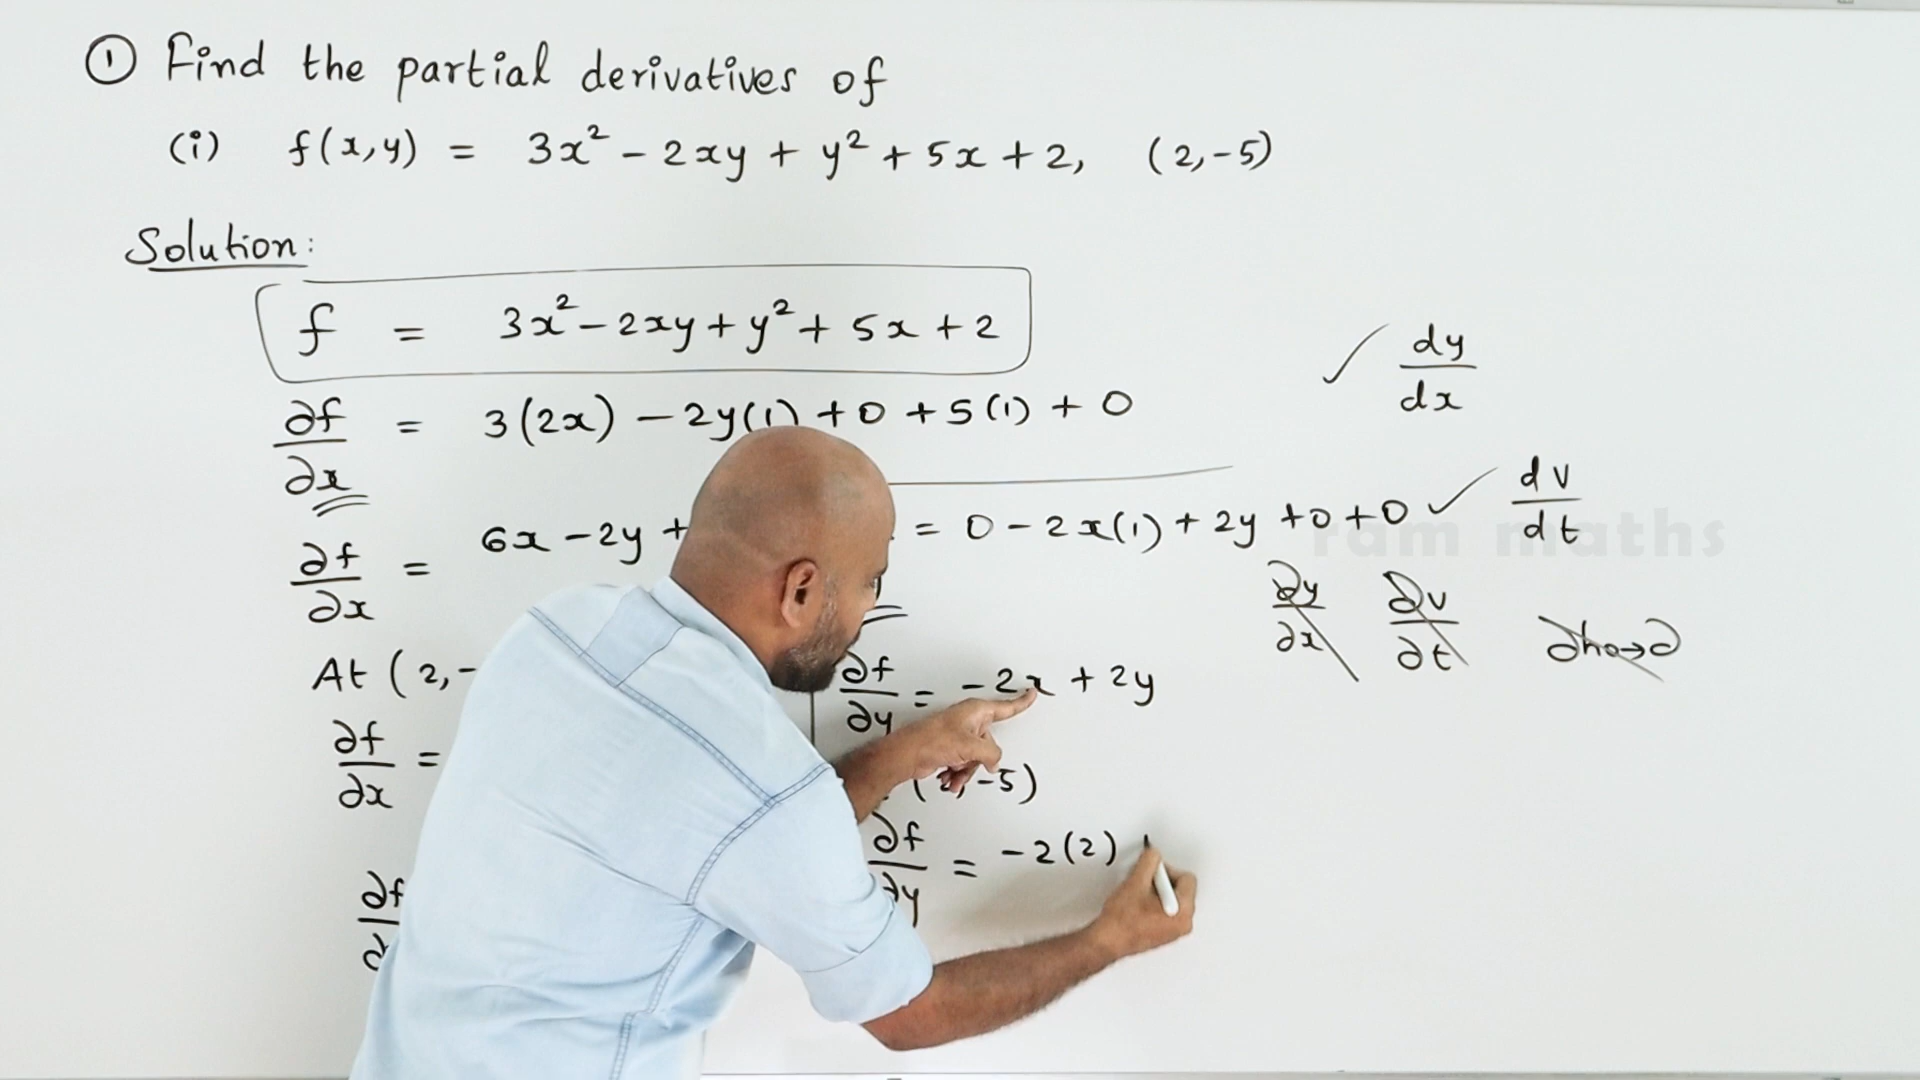 ① Find the partial derivatives of
(i) f(x,y) = 3x² - 2xy + y² + 5x + 2, (2,-5)
Solution:
f = 3x² - 2xy + y² + 5x + 2
∂f/∂x = 3(2x) - 2y(1) + 0 + 5(1) + 0
∂f/∂x = 6x - 2y +
At (2,-
∂f/∂x =
∂f
= 0 - 2x(1) + 2y + 0 + 0
∂f/∂y = -2x + 2y
(2,-5)
∂f/∂y = -2(2)
✓ dy/dx
✓ dv/dt
∂y/∂x ∂v/∂t ∂ho→∂
ram maths